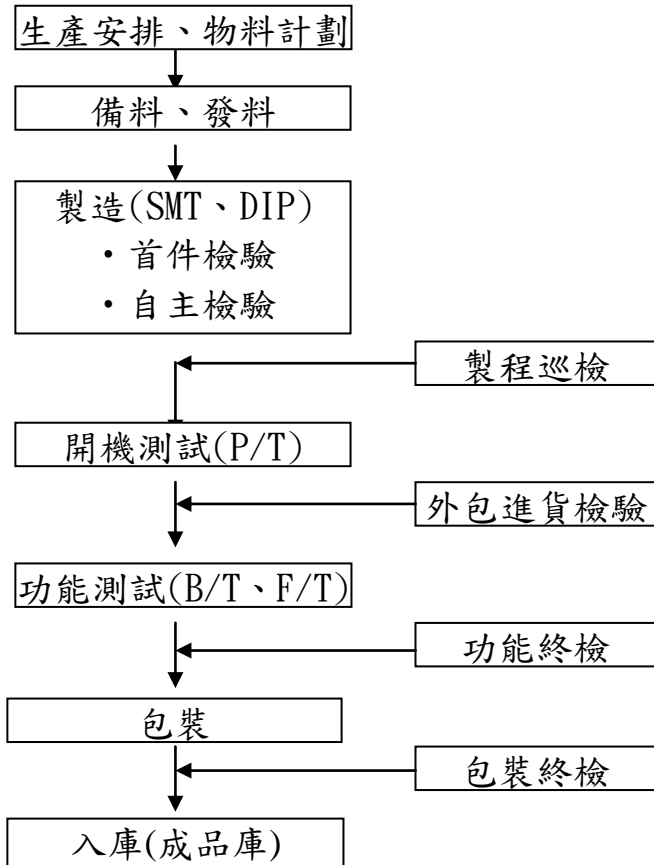 生產安排、物料計劃
備料、發料
製造(SMT、DIP)
・首件檢驗
・自主檢驗
製程巡檢
開機測試(P/T)
外包進貨檢驗
功能測試(B/T、F/T)
功能終檢
包裝
包裝終檢
入庫(成品庫)